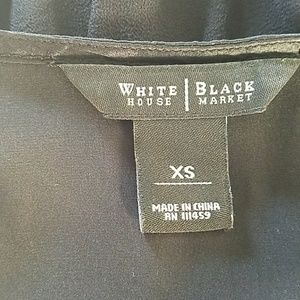 WHITE | BLACK
HOUSE | MARKET
XS
MADE IN CHINA
RN 111459